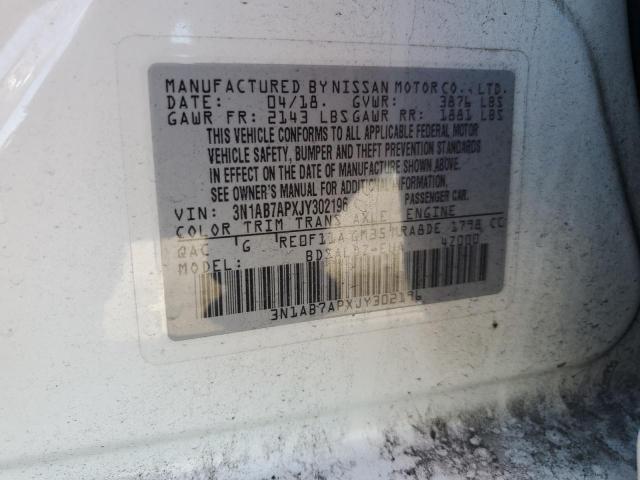 MANUFACTURED BY NISSAN MOTOR CO., LTD.
DATE: 04/18. GVWR: 3876 LBS
GAWR FR: 2143 LBS GAWR RR: 1881 LBS
THIS VEHICLE CONFORMS TO ALL APPLICABLE FEDERAL MOTOR
VEHICLE SAFETY, BUMPER AND THEFT PREVENTION STANDARDS
IN EFFECT ON THE DATE OF MANUFACTURE SHOWN ABOVE.
SEE OWNER'S MANUAL FOR ADDITIONAL INFORMATION.
VIN: 3N1AB7APXJY302196 PASSENGER CAR.
COLOR TRIM TRANS AXLE ENGINE
QAC G RE0F11A GM35 MRA8DE 1798 CC
42000
3N1AB7APXJY302196